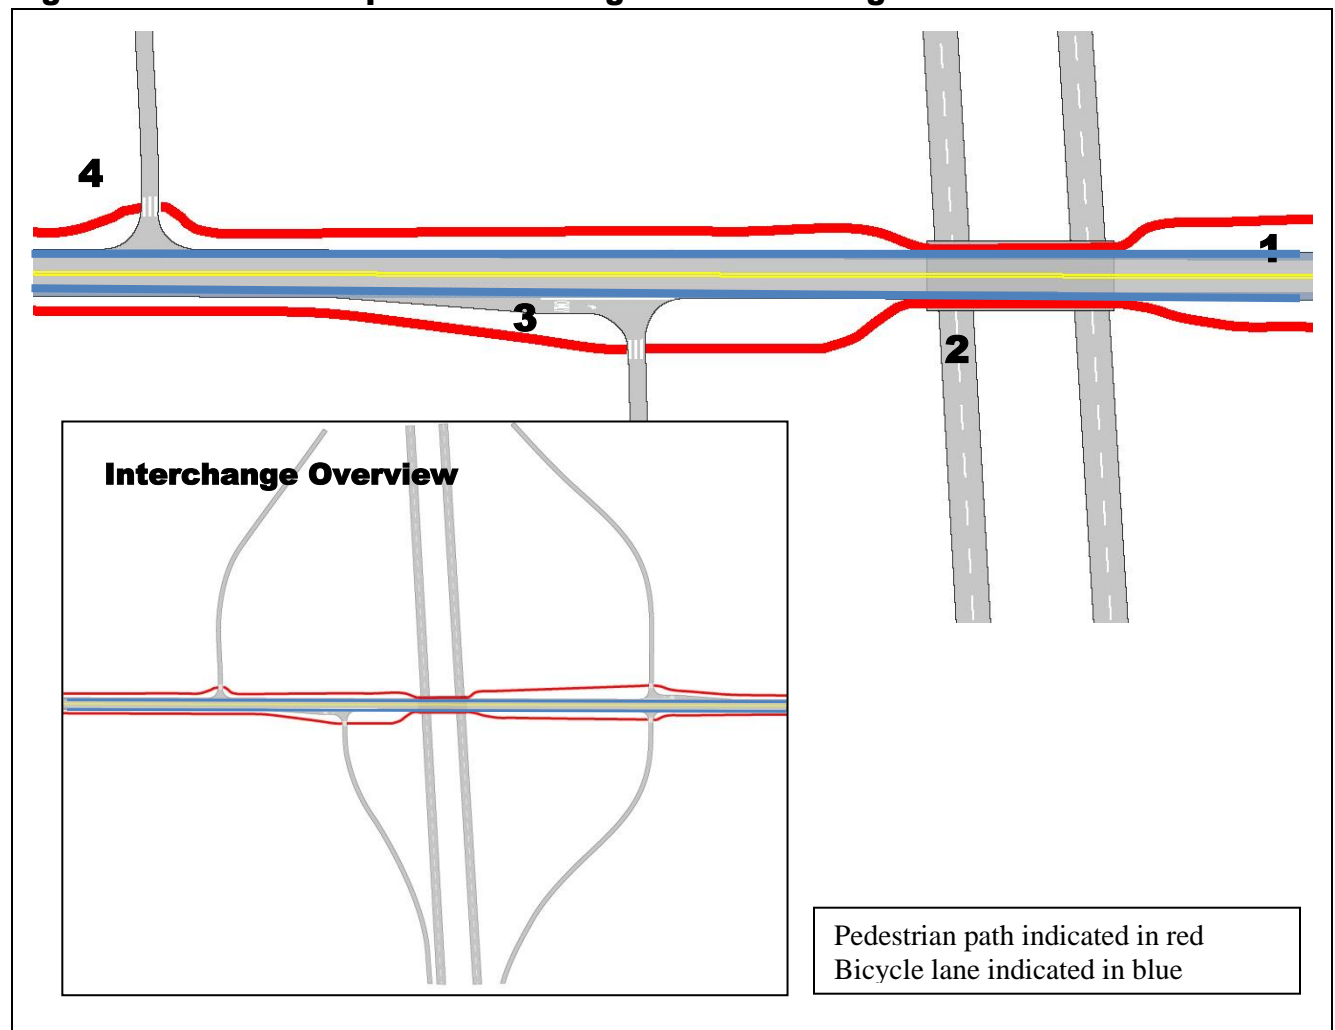 4
1
3
2
Interchange Overview
Pedestrian path indicated in red
Bicycle lane indicated in blue